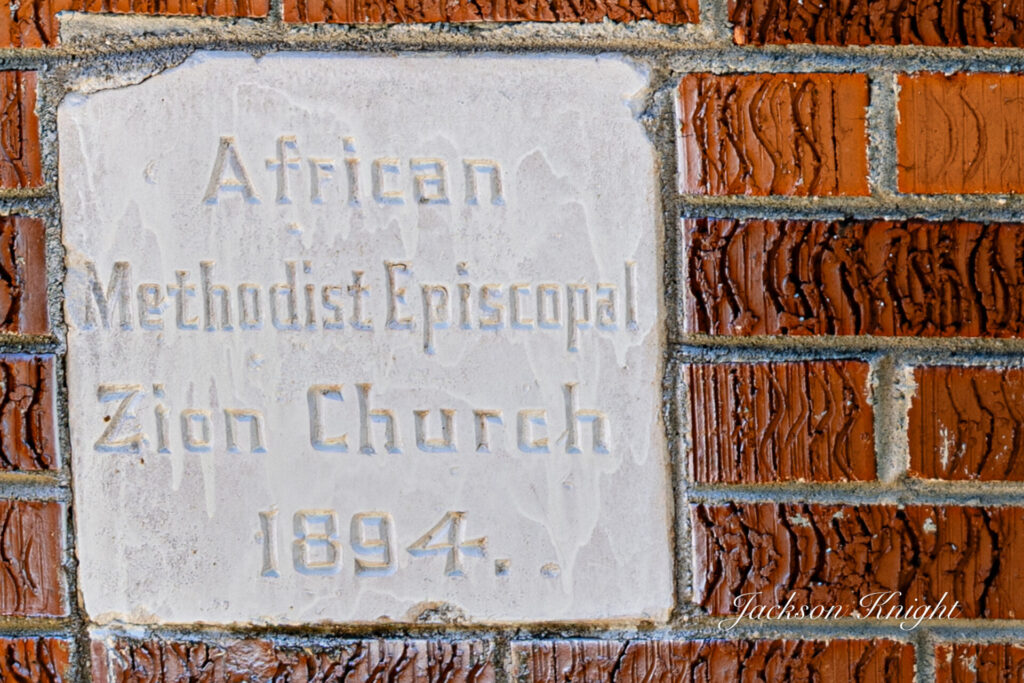 African
Methodist Episcopal
Zion Church
1894..
Jackson Knight